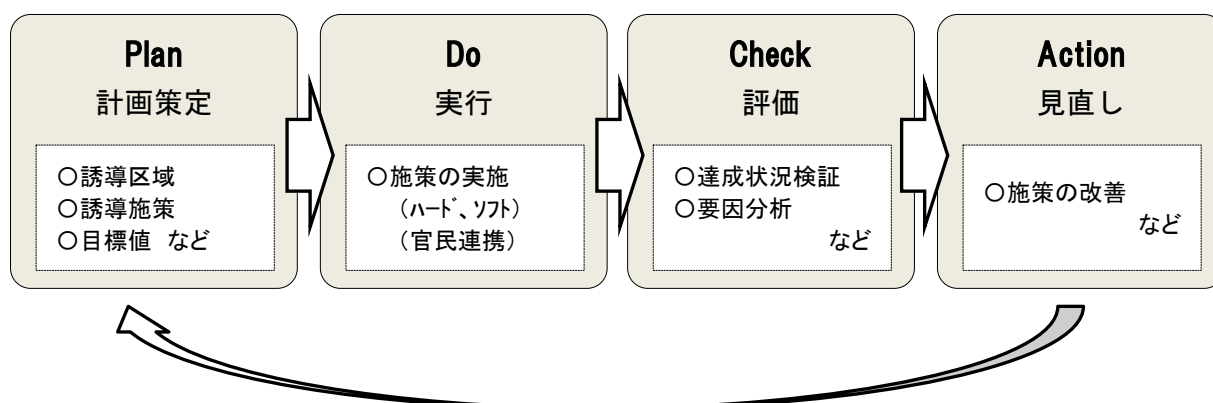 Plan
計画策定
○誘導区域
○誘導施策
○目標値 など
Do
実行
○施策の実施
(ﾊｰﾄﾞ、ｿﾌﾄ)
(官民連携)
Check
評価
○達成状況検証
○要因分析
など
Action
見直し
○施策の改善
など